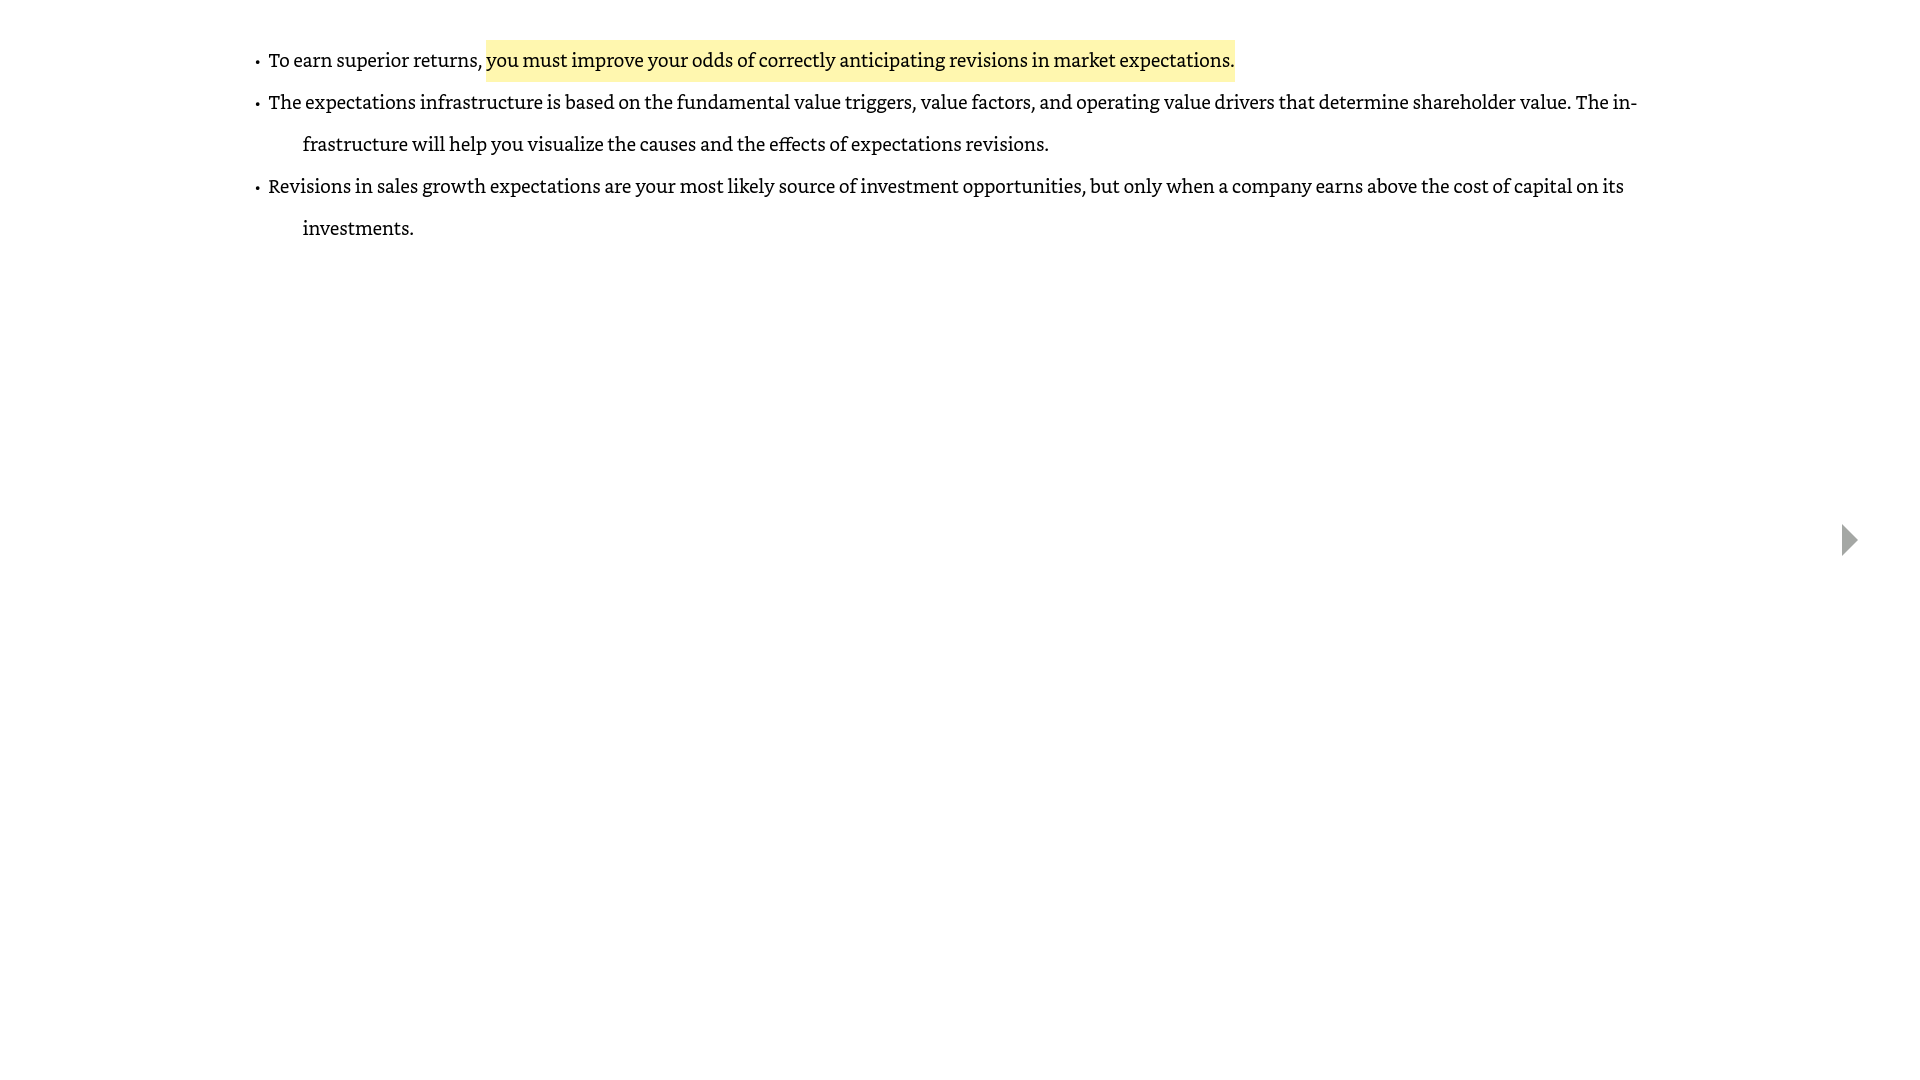 • To earn superior returns, you must improve your odds of correctly anticipating revisions in market expectations.
• The expectations infrastructure is based on the fundamental value triggers, value factors, and operating value drivers that determine shareholder value. The in-
frastructure will help you visualize the causes and the effects of expectations revisions.
• Revisions in sales growth expectations are your most likely source of investment opportunities, but only when a company earns above the cost of capital on its
investments.